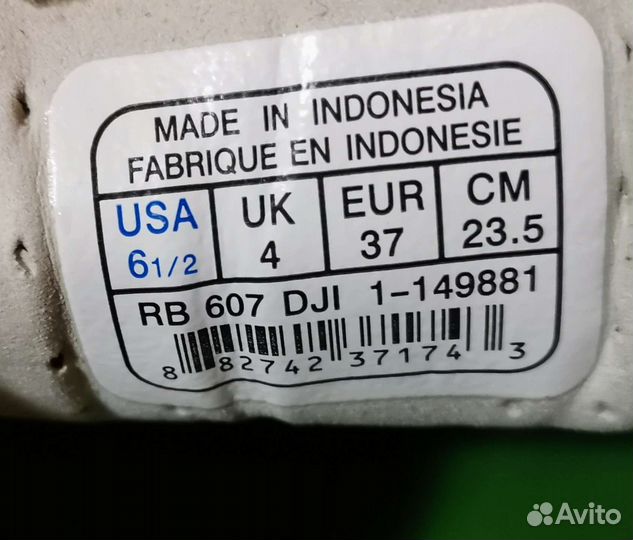 MADE IN INDONESIA
FABRIQUE EN INDONESIE
USA UK EUR CM
6 1/2 4 37 23.5
RB 607 DJI 1-149881
8 82742 37174 3
Avito